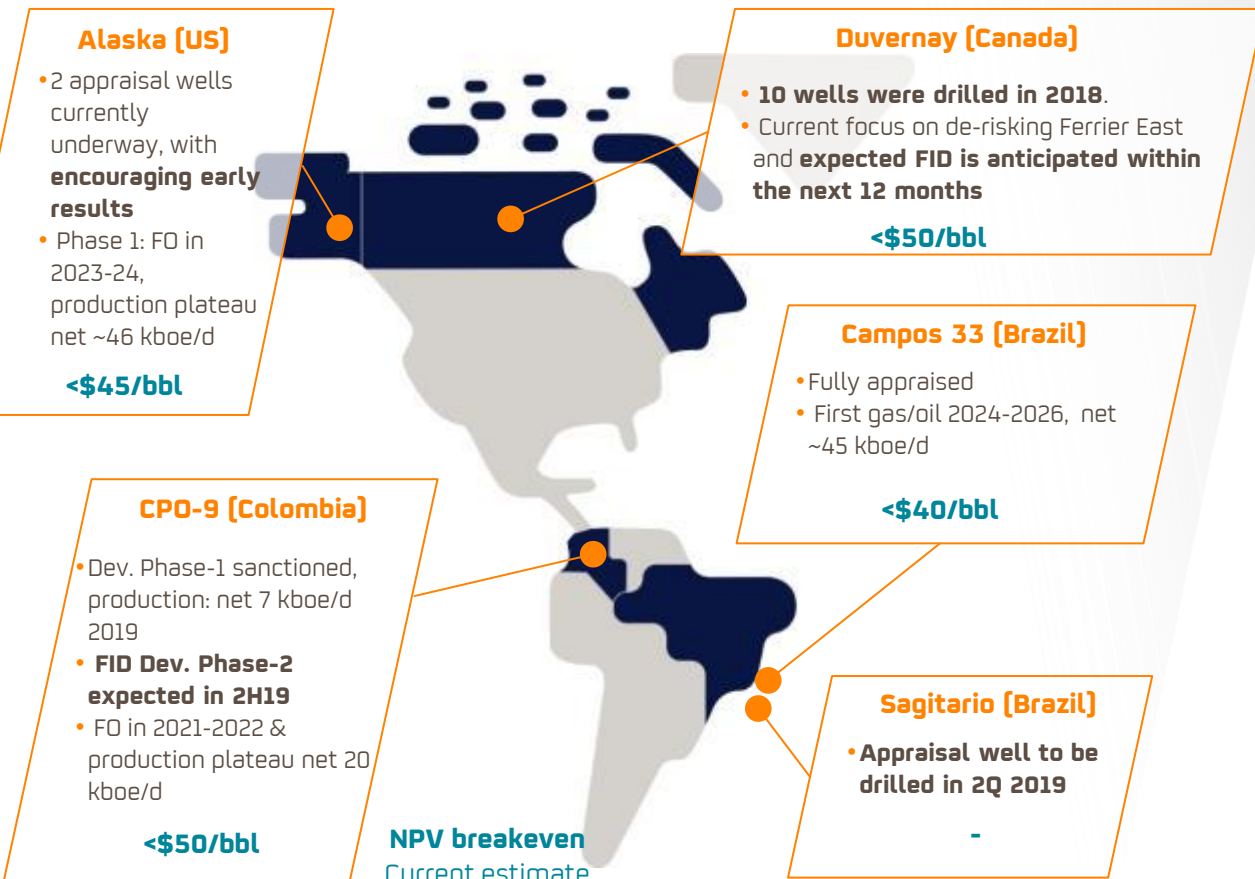 Alaska (US)
•2 appraisal wells
currently
underway, with
encouraging early
results
• Phase 1: FO in
2023-24,
production plateau
net ~46 kboe/d
<$45/bbl
Duvernay (Canada)
• 10 wells were drilled in 2018.
• Current focus on de-risking Ferrier East
and expected FID is anticipated within
the next 12 months
<$50/bbl
Campos 33 (Brazil)
•Fully appraised
• First gas/oil 2024-2026, net
~45 kboe/d
<$40/bbl
CPO-9 (Colombia)
•Dev. Phase-1 sanctioned,
production: net 7 kboe/d
2019
• FID Dev. Phase-2
expected in 2H19
• FO in 2021-2022 &
production plateau net 20
kboe/d
<$50/bbl
Sagitario (Brazil)
•Appraisal well to be
drilled in 2Q 2019
-
NPV breakeven
Current estimate